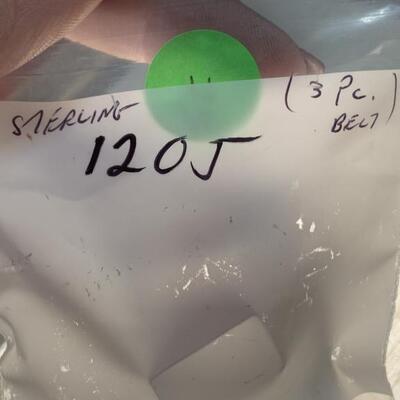 STERLING
(3 Pc.
BELT)
120J